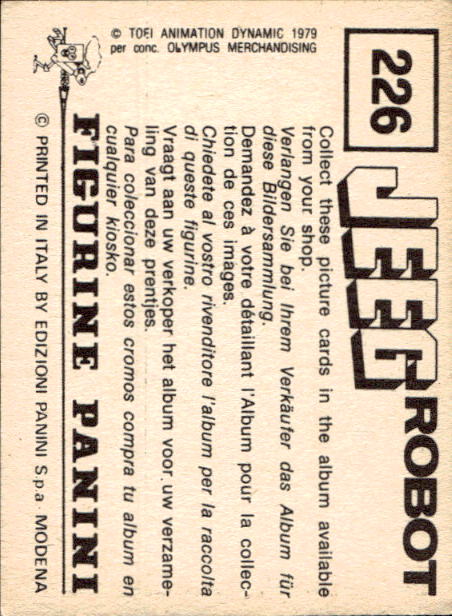 © TOEI ANIMATION DYNAMIC 1979
per conc. OLYMPUS MERCHANDISING
226
JEEG ROBOT
Collect these picture cards in the album available
from your shop.
Verlangen Sie bei Ihrem Verkäufer das Album für
diese Bildersammlung.
Demandez à votre détaillant l'Album pour la collec-
tion de ces images.
Chiedete al vostro rivenditore l'album per la raccolta
di queste figurine.
Vraagt aan uw verkoper het album voor uw verzame-
ling van deze prentjes.
Para coleccionar estos cromos compra tu album en
cualquier kiosko.
FIGURINE PANINI
© PRINTED IN ITALY BY EDIZIONI PANINI S.p.a - MODENA